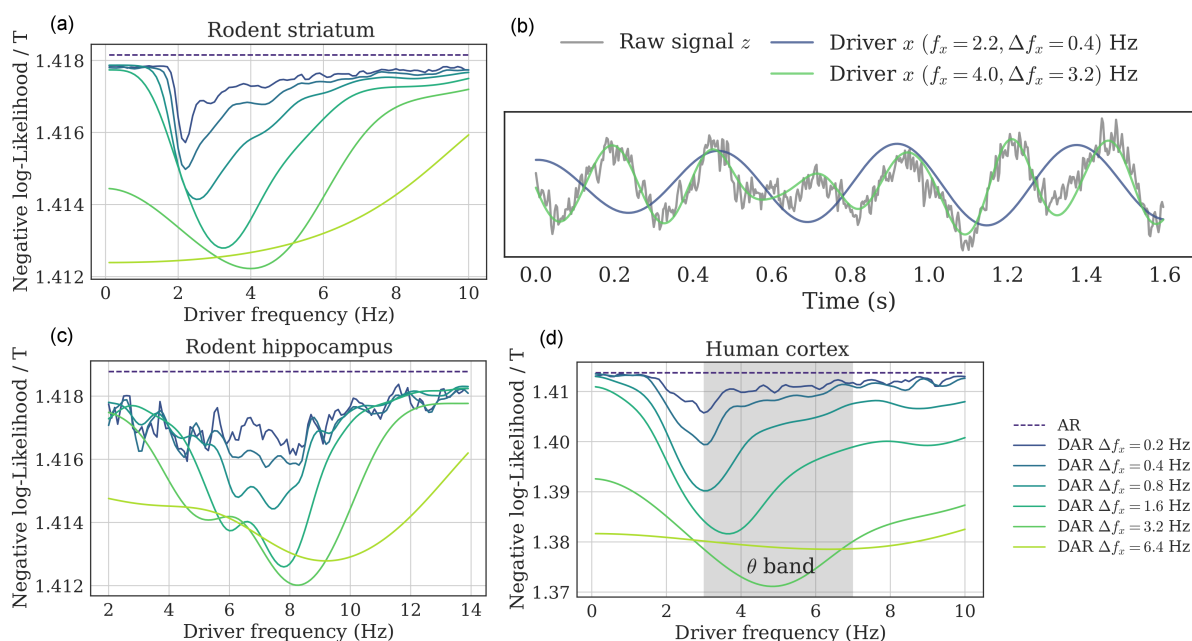 (a)
Rodent striatum
Negative log-Likelihood / T
1.418
1.416
1.414
1.412
0 2 4 6 8 10
Driver frequency (Hz)
(b)
Raw signal z
Driver x (fₓ = 2.2, Δfₓ = 0.4) Hz
Driver x (fₓ = 4.0, Δfₓ = 3.2) Hz
0.0 0.2 0.4 0.6 0.8 1.0 1.2 1.4 1.6
Time (s)
(c)
Rodent hippocampus
Negative log-Likelihood / T
1.418
1.416
1.414
1.412
2 4 6 8 10 12 14
Driver frequency (Hz)
(d)
Human cortex
Negative log-Likelihood / T
1.41
1.40
1.39
1.38
1.37
θ band
0 2 4 6 8 10
Driver frequency (Hz)
AR
DAR Δfₓ = 0.2 Hz
DAR Δfₓ = 0.4 Hz
DAR Δfₓ = 0.8 Hz
DAR Δfₓ = 1.6 Hz
DAR Δfₓ = 3.2 Hz
DAR Δfₓ = 6.4 Hz